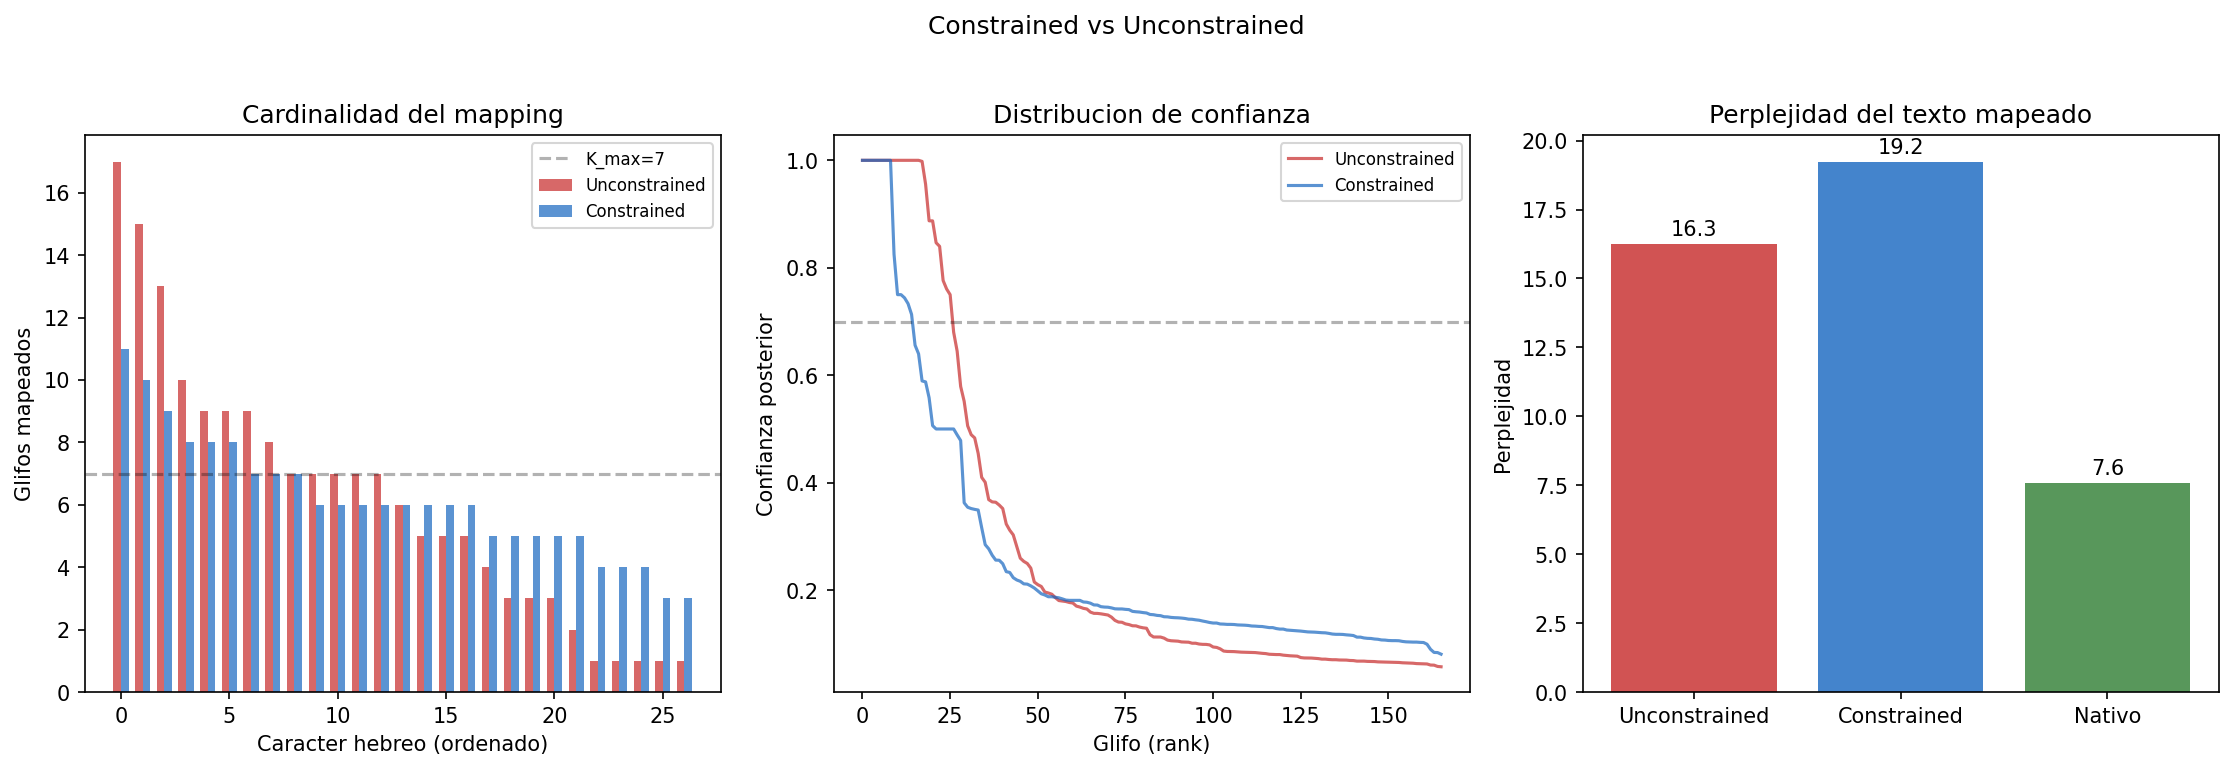 Constrained vs Unconstrained
Cardinalidad del mapping
Glifos mapeados
16
14
12
10
8
6
4
2
0
K_max=7
Unconstrained
Constrained
0 5 10 15 20 25
Caracter hebreo (ordenado)
Distribucion de confianza
Confianza posterior
1.0
0.8
0.6
0.4
0.2
Unconstrained
Constrained
0 25 50 75 100 125 150
Glifo (rank)
Perplejidad del texto mapeado
Perplejidad
20.0
17.5
15.0
12.5
10.0
7.5
5.0
2.5
0.0
16.3
19.2
7.6
Unconstrained Constrained Nativo